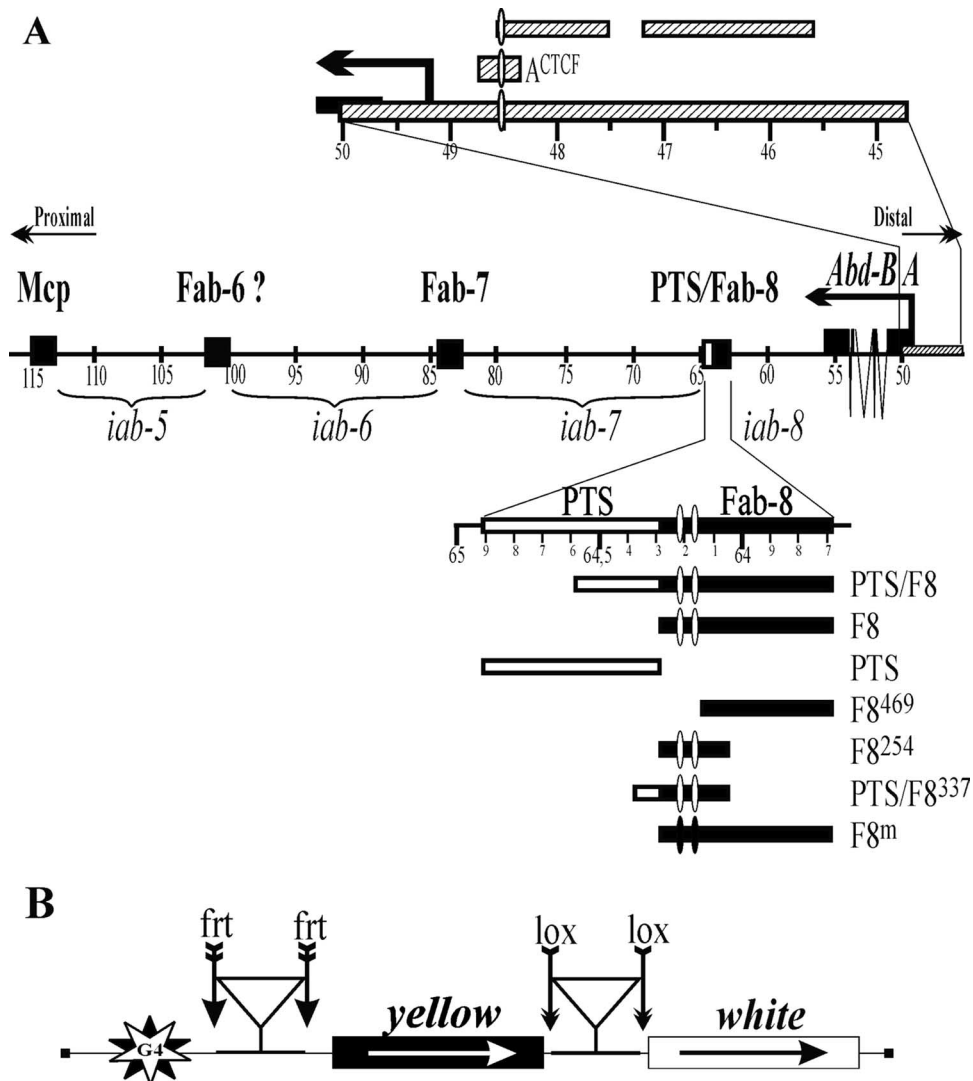 A
A^CTCF
50 49 48 47 46 45
Proximal
Distal
Mcp Fab-6 ? Fab-7 PTS/Fab-8 Abd-B A
115 110 105 100 95 90 85 80 75 70 65 60 55 50
iab-5 iab-6 iab-7 iab-8
PTS Fab-8
65 9 8 7 6 64,5 4 3 2 1 64 9 8 7
PTS/F8
F8
PTS
F8^469
F8^254
PTS/F8^337
F8^m
B
frt frt lox lox
yellow white
G4